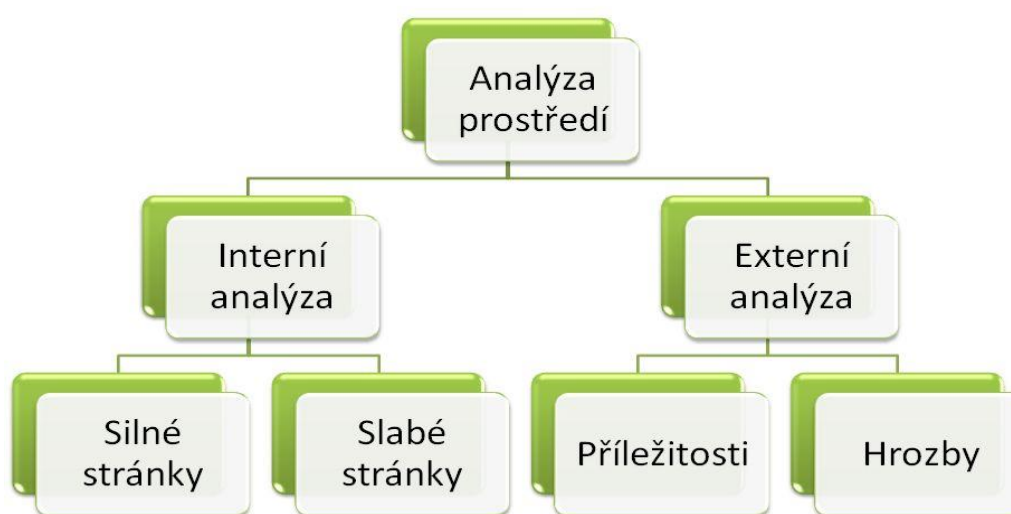 Analýza
prostředí
Interní
analýza
Externí
analýza
Silné
stránky
Slabé
stránky
Příležitosti
Hrozby